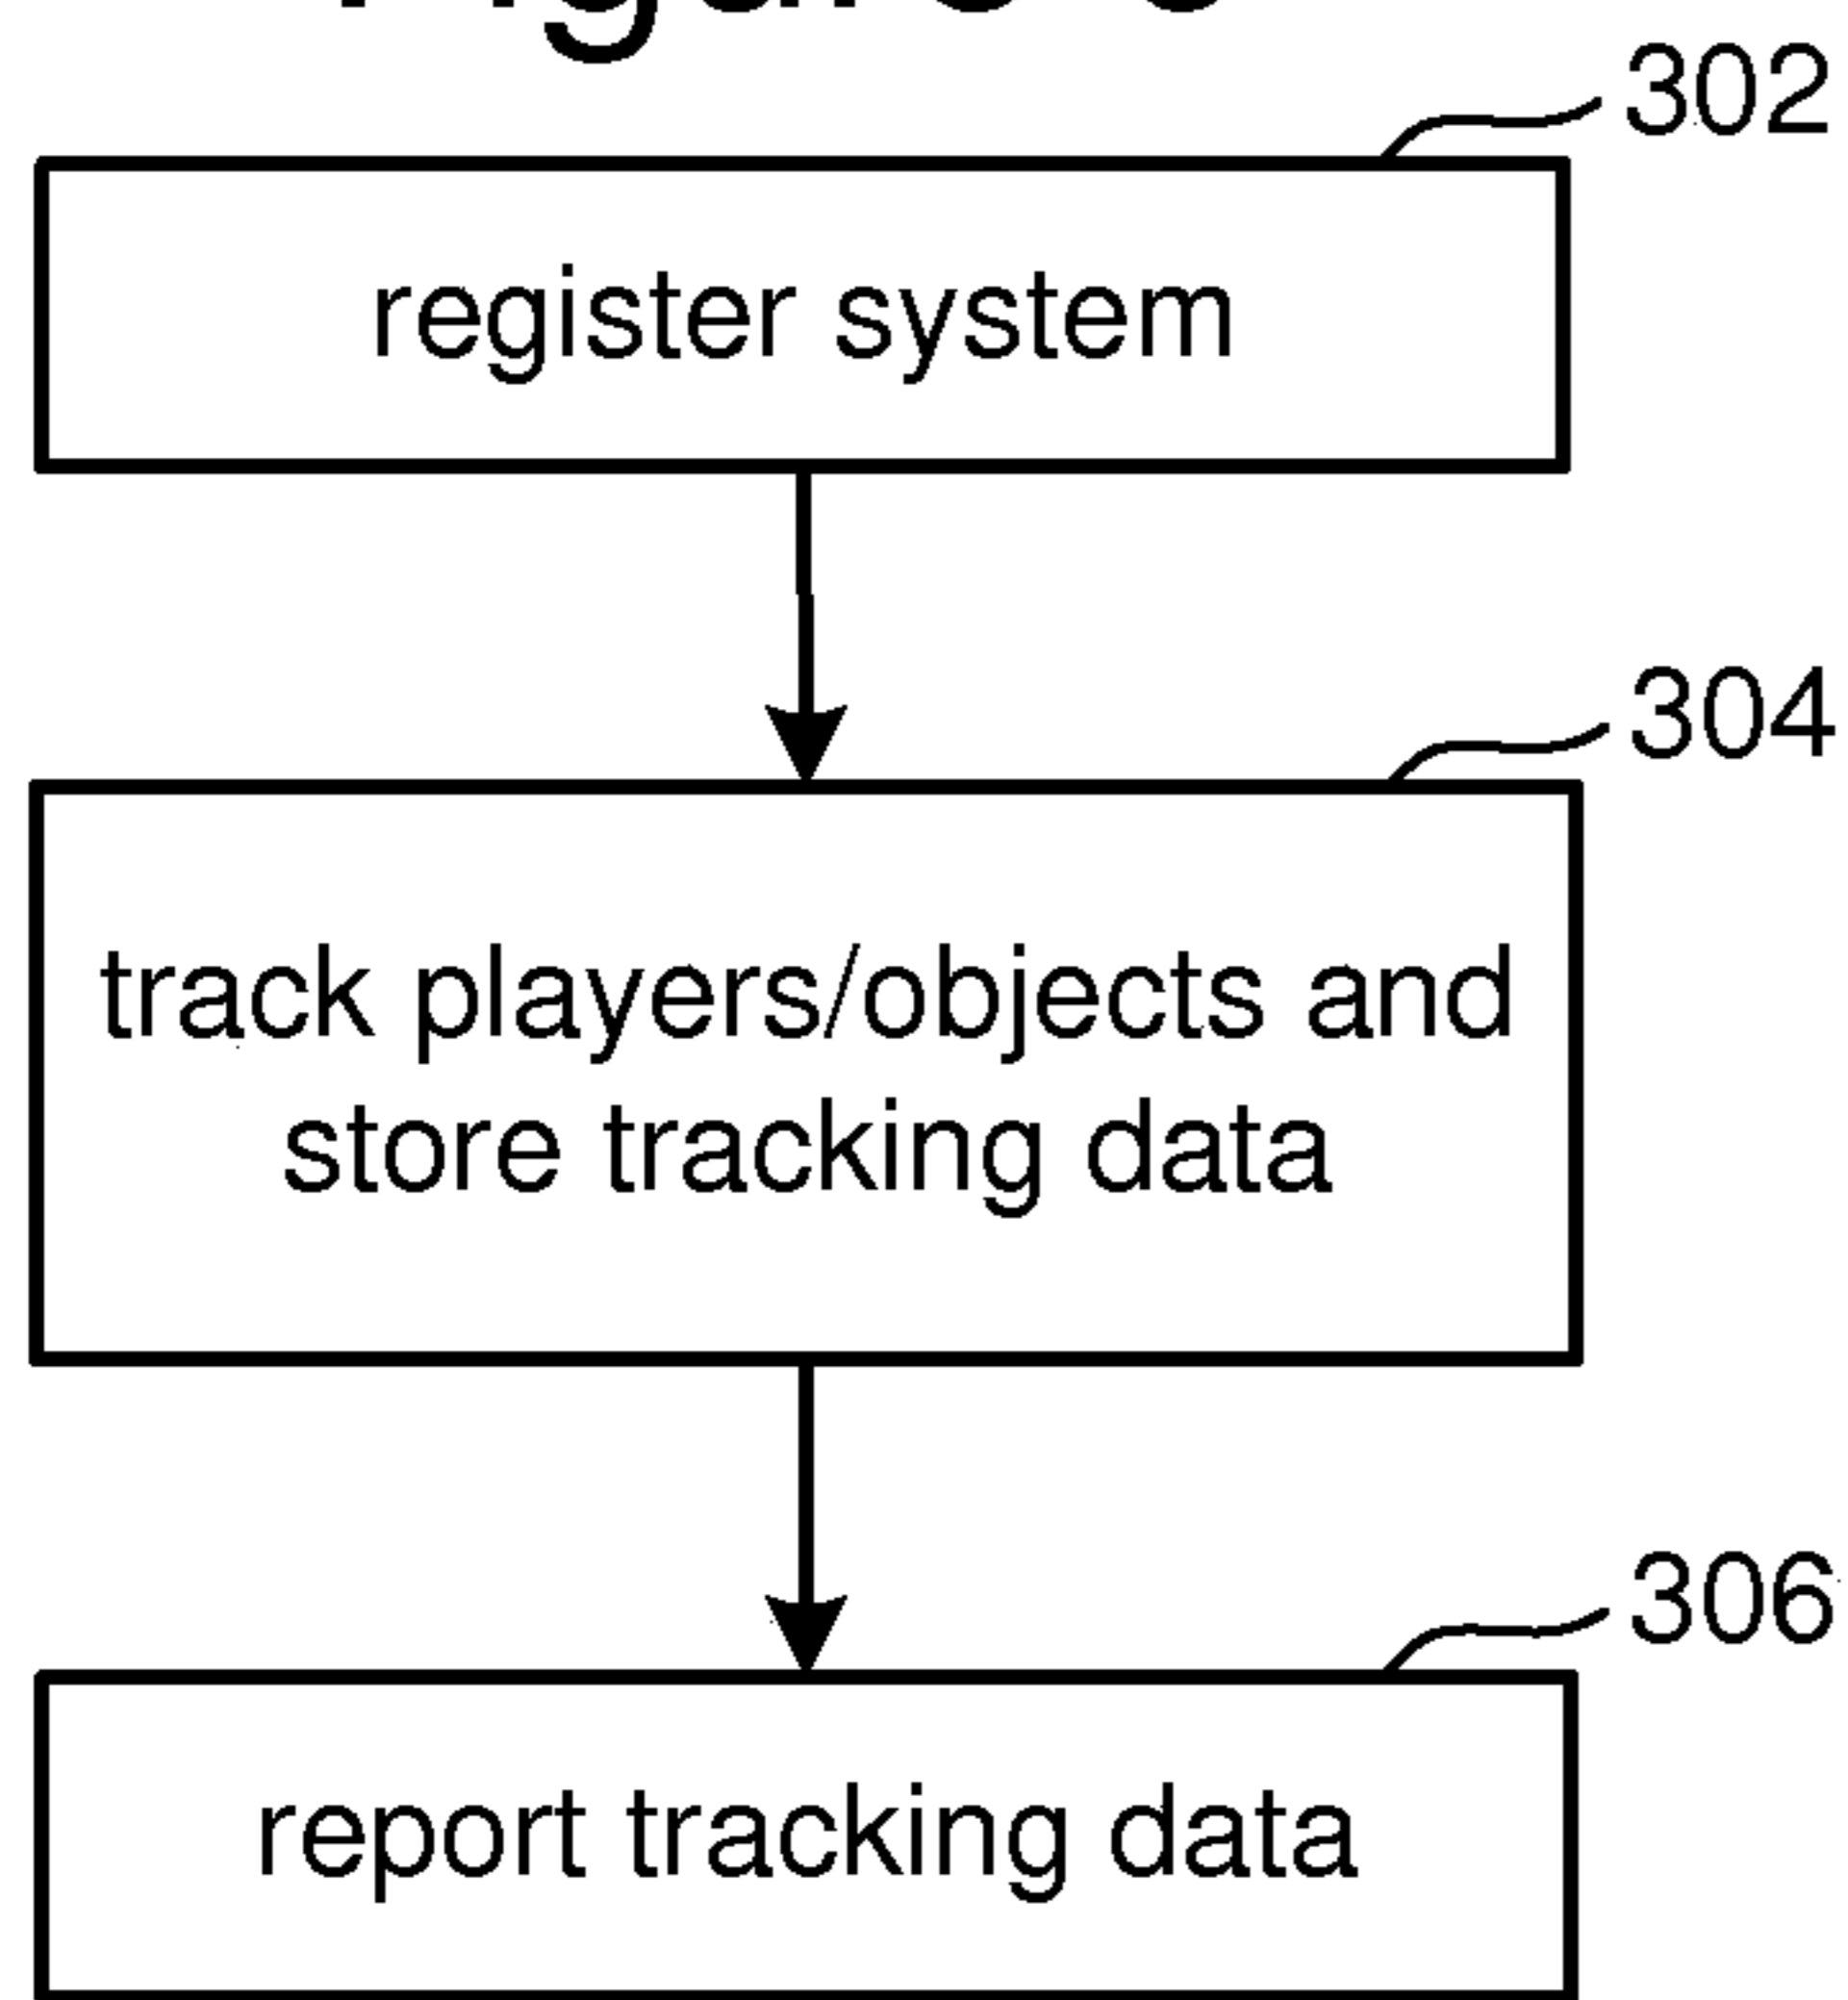 302
register system
304
track players/objects and
store tracking data
306
report tracking data